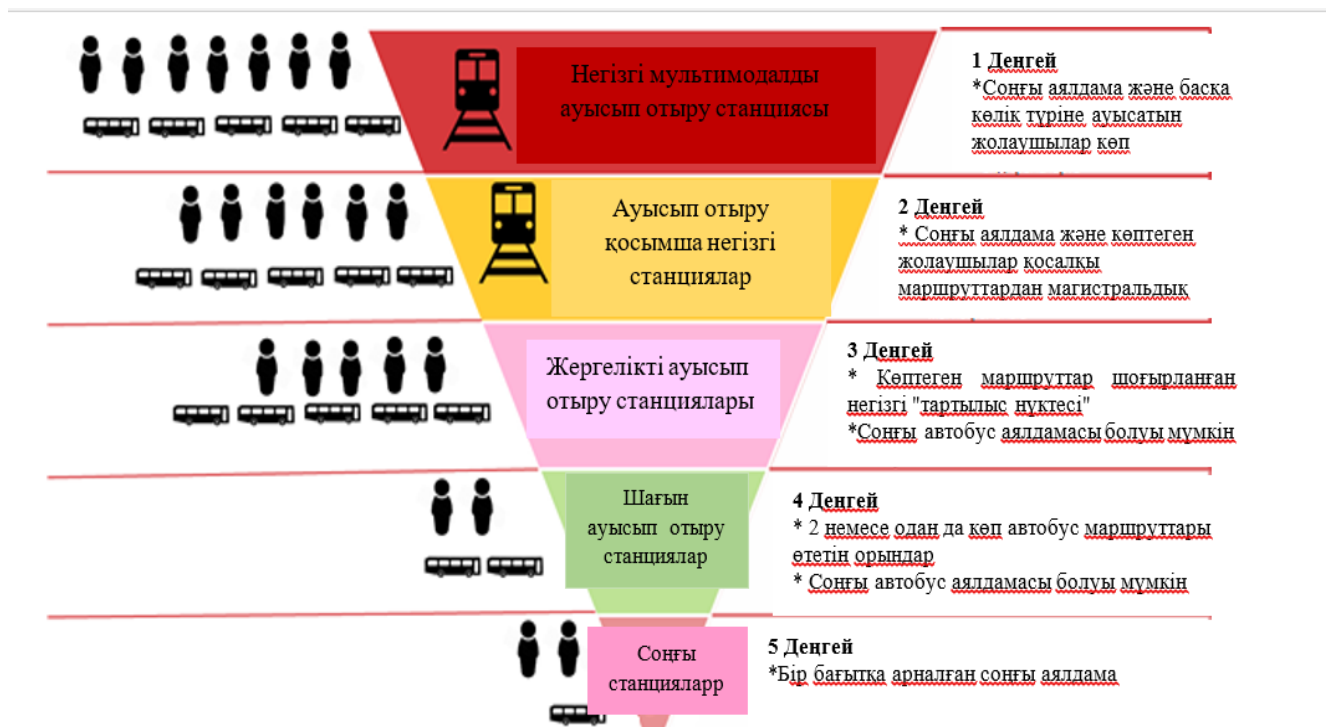 Негізгі мультимодалды
ауысып отыру станциясы
1 Деңгей
*Соңғы аялдама және басқа
көлік түріне ауысатын
жолаушылар көп
Ауысып отыру
қосымша негізгі
станциялар
2 Деңгей
* Соңғы аялдама және көптеген
жолаушылар қосалқы
маршруттардан магистральдық
Жергелікті ауысып
отыру станциялары
3 Деңгей
* Көптеген маршруттар шоғырланған
негізгі "тартылыс нүктесі"
*Соңғы автобус аялдамасы болуы мүмкін
Шағын
ауысып отыру
станциялар
4 Деңгей
* 2 немесе одан да көп автобус маршруттары
өтетін орындар
* Соңғы автобус аялдамасы болуы мүмкін
Соңғы
станцияларр
5 Деңгей
*Бір бағытқа арналған соңғы аялдама